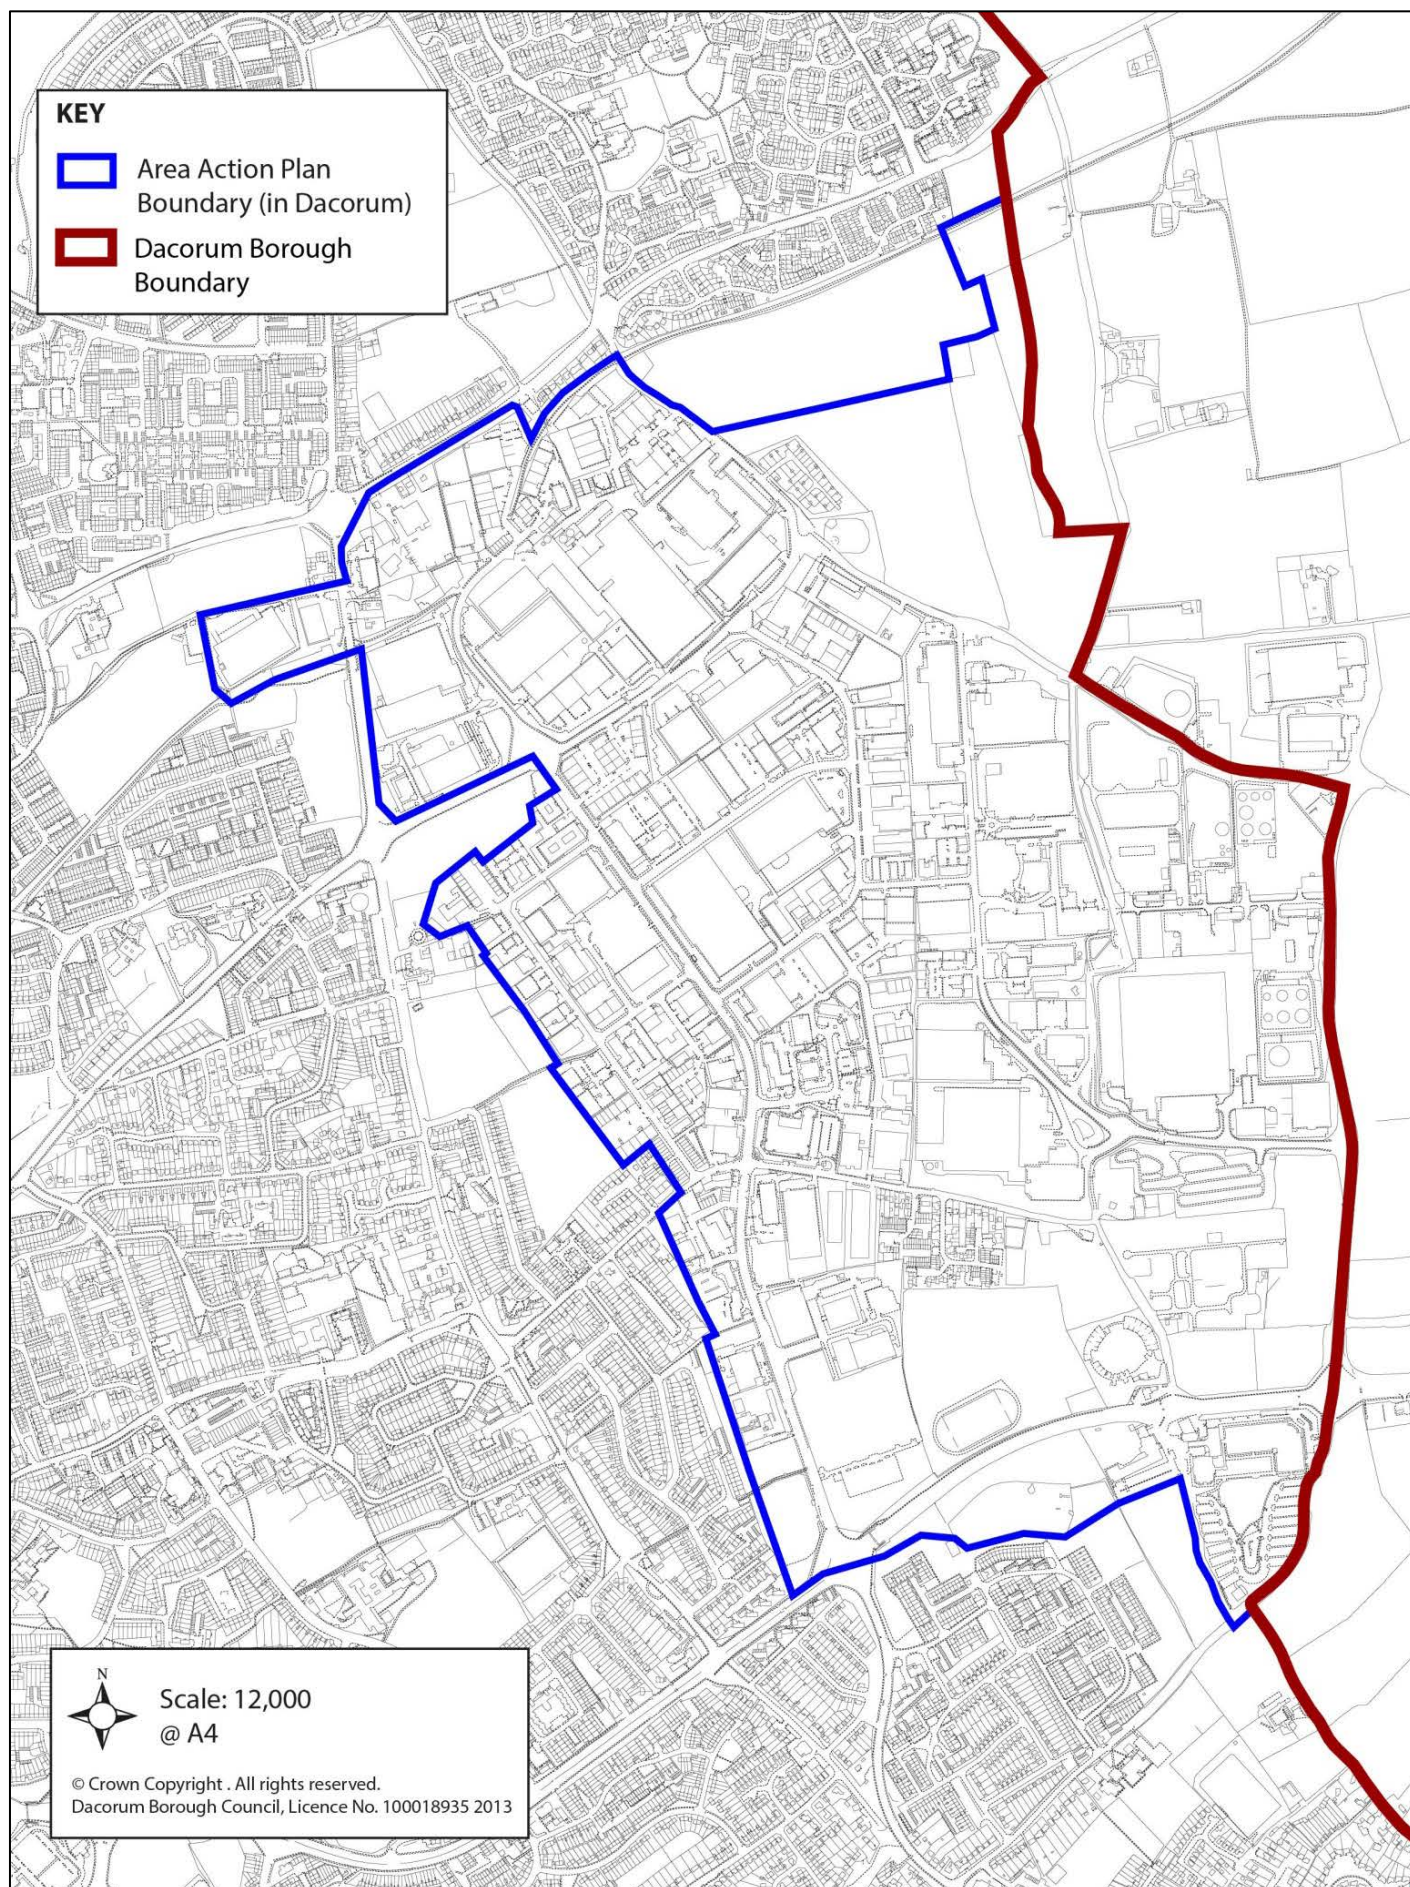 KEY
Area Action Plan
Boundary (in Dacorum)
Dacorum Borough
Boundary
N
Scale: 12,000
@ A4
© Crown Copyright . All rights reserved.
Dacorum Borough Council, Licence No. 100018935 2013